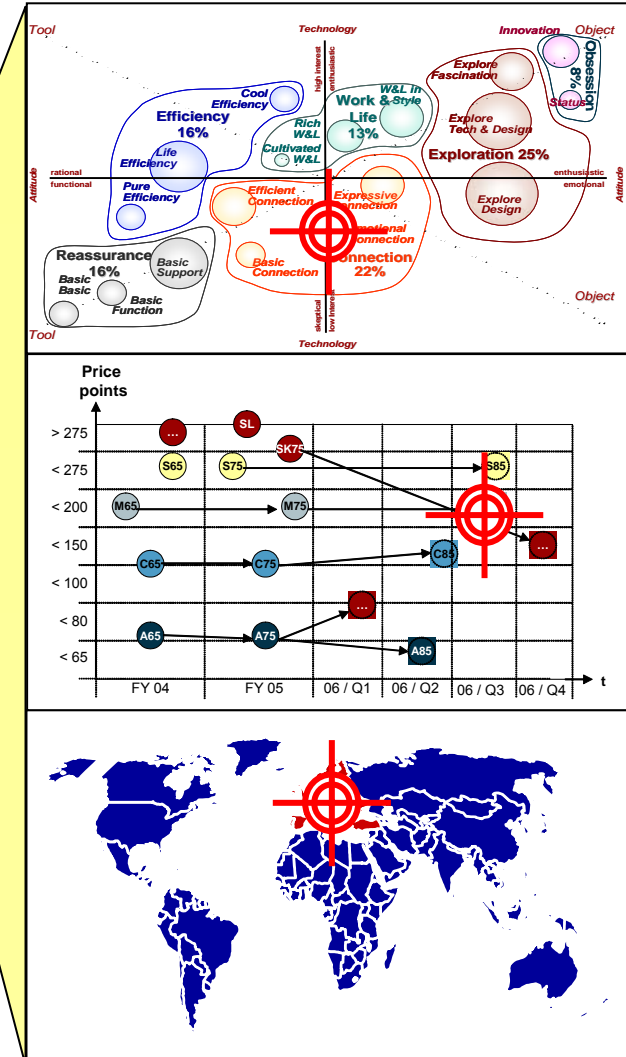 Tool
Technology
Innovation
Object
high interest
enthusiastic
Explore
Fascination
Obsession
8%
Status
Cool
Efficiency
Efficiency
16%
W&L in
Style
Work &
Life
13%
Rich
W&L
Cultivated
W&L
Explore
Tech & Design
Exploration 25%
Life
Efficiency
Attitude
rational
functional
enthusiastic
emotional
Attitude
Pure
Efficiency
Efficient
Connection
Expressive
Explore
Design
Reassurance
16%
Basic
Support
Basic
Connection
22%
Basic
Basic
Basic
Function
skeptical
low interest
Object
Tool
Technology
Price
points
> 275
... SL
SK75
< 275
S65 S75 S85
< 200
M65 M75
< 150
C65 C75 C85 ...
< 100
< 80
...
A65 A75
< 65
A85
FY 04 FY 05 06 / Q1 06 / Q2 06 / Q3 06 / Q4
t